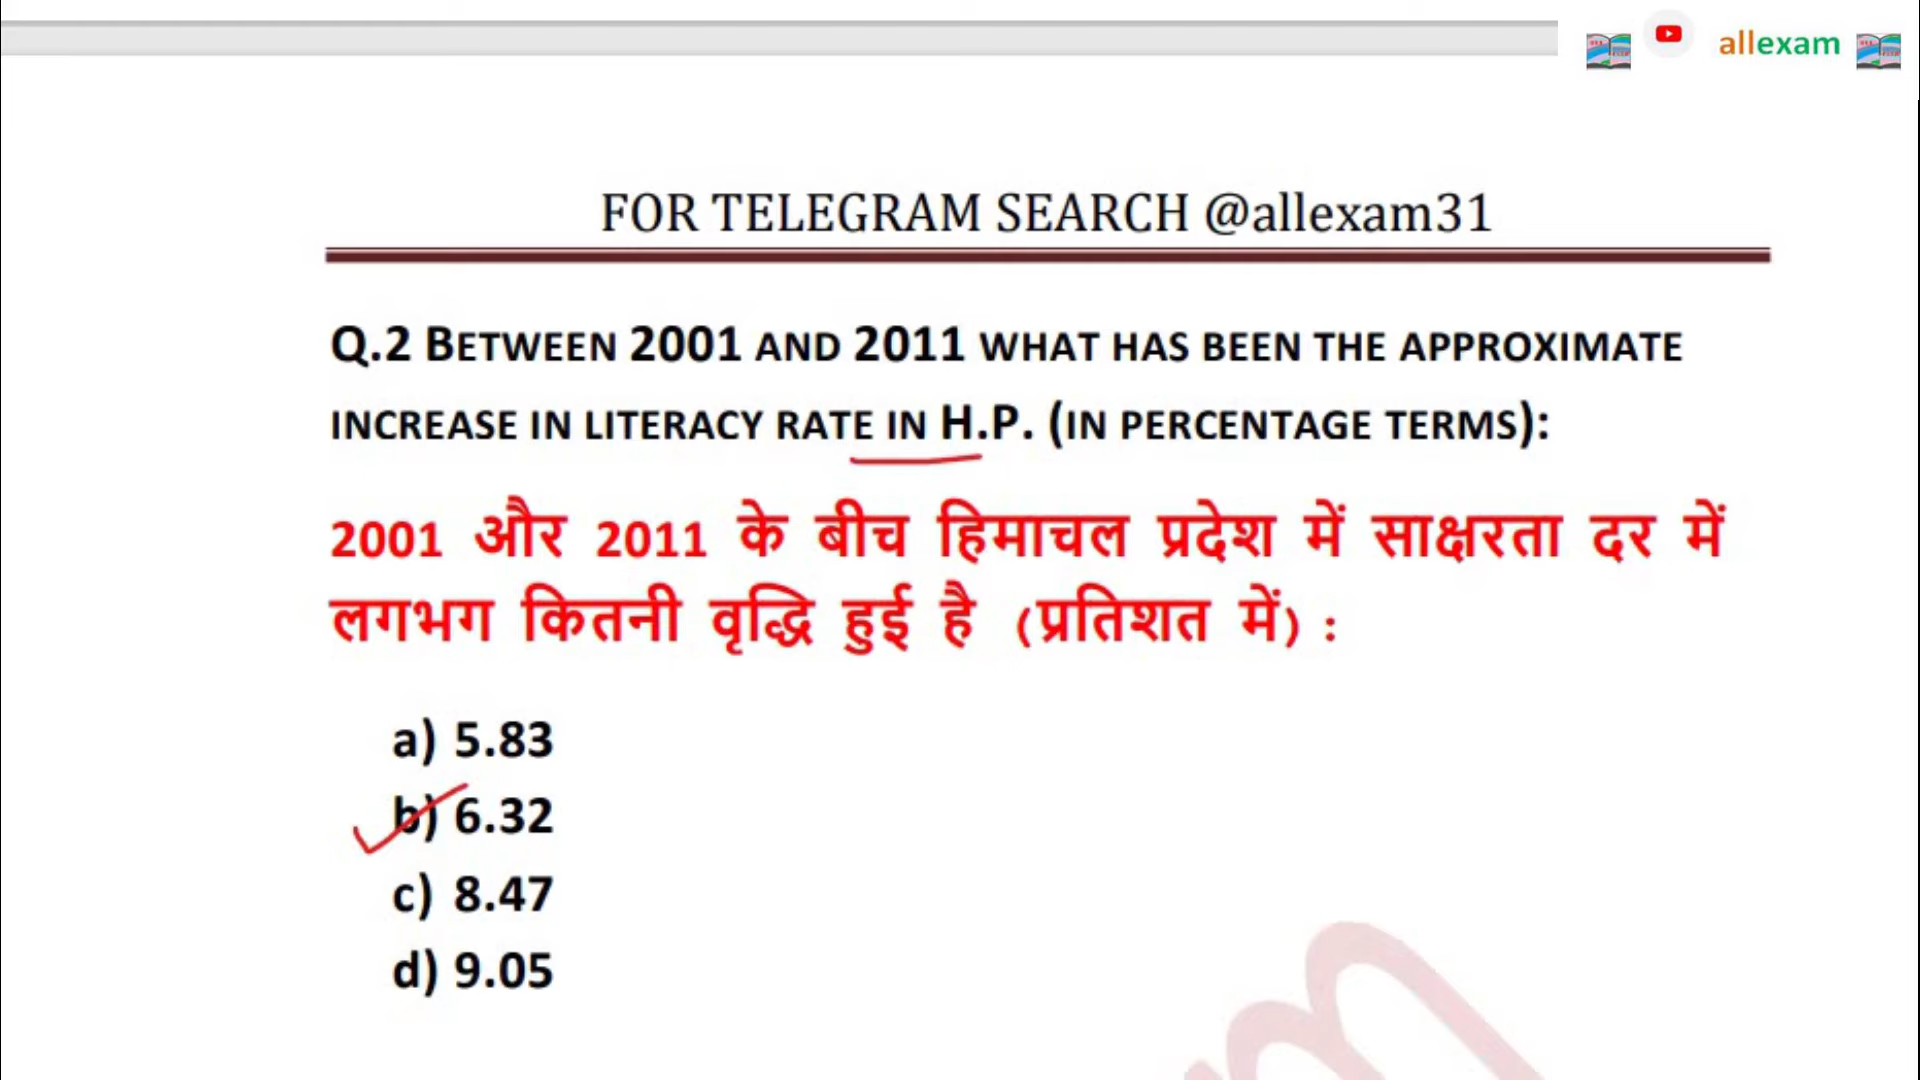 allexam
FOR TELEGRAM SEARCH @allexam31
Q.2 BETWEEN 2001 AND 2011 WHAT HAS BEEN THE APPROXIMATE
INCREASE IN LITERACY RATE IN H.P. (IN PERCENTAGE TERMS):
2001 और 2011 के बीच हिमाचल प्रदेश में साक्षरता दर में
लगभग कितनी वृद्धि हुई है (प्रतिशत में) :
a) 5.83
b) 6.32
c) 8.47
d) 9.05